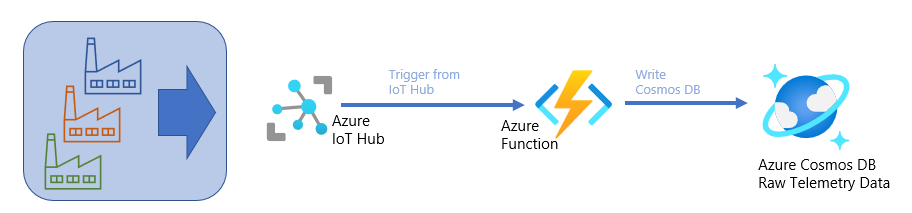 Trigger from
IoT Hub
Azure
IoT Hub
Azure
Function
Write
Cosmos DB
Azure Cosmos DB
Raw Telemetry Data